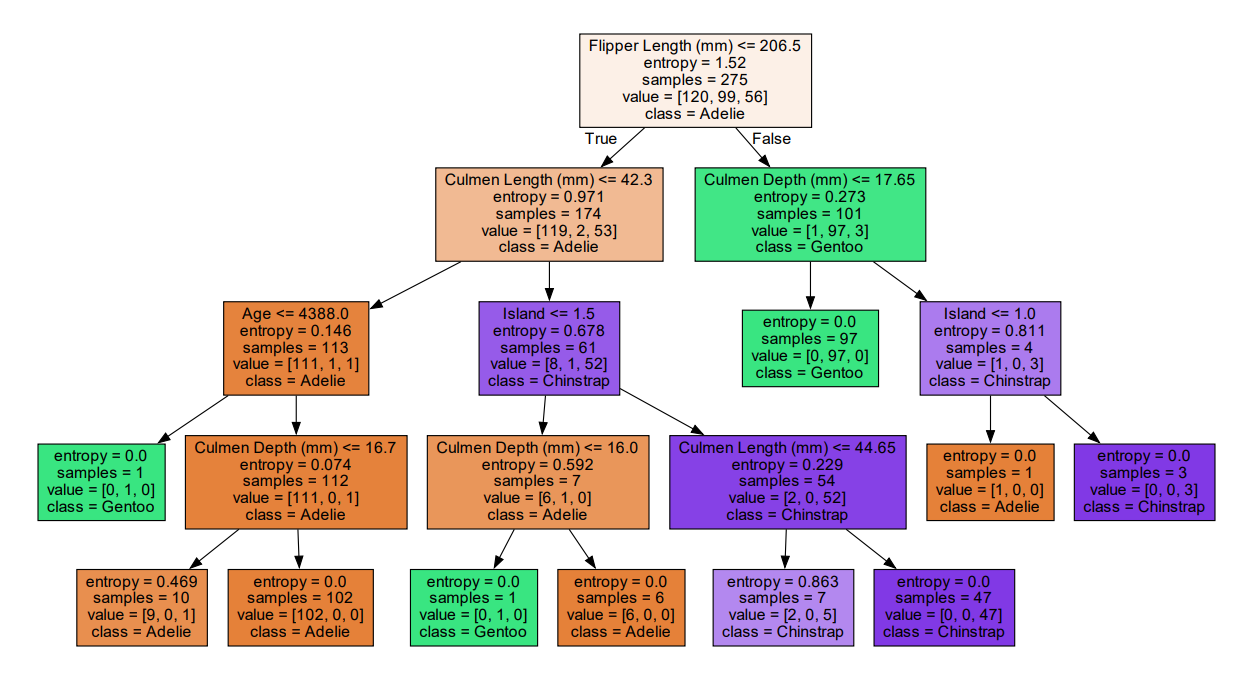 Flipper Length (mm) <= 206.5
entropy = 1.52
samples = 275
value = [120, 99, 56]
class = Adelie
True
False
Culmen Length (mm) <= 42.3
entropy = 0.971
samples = 174
value = [119, 2, 53]
class = Adelie
Culmen Depth (mm) <= 17.65
entropy = 0.273
samples = 101
value = [1, 97, 3]
class = Gentoo
Age <= 4388.0
entropy = 0.146
samples = 113
value = [111, 1, 1]
class = Adelie
Island <= 1.5
entropy = 0.678
samples = 61
value = [8, 1, 52]
class = Chinstrap
entropy = 0.0
samples = 97
value = [0, 97, 0]
class = Gentoo
Island <= 1.0
entropy = 0.811
samples = 4
value = [1, 0, 3]
class = Chinstrap
entropy = 0.0
samples = 1
value = [0, 1, 0]
class = Gentoo
Culmen Depth (mm) <= 16.7
entropy = 0.074
samples = 112
value = [111, 0, 1]
class = Adelie
Culmen Depth (mm) <= 16.0
entropy = 0.592
samples = 7
value = [6, 1, 0]
class = Adelie
Culmen Length (mm) <= 44.65
entropy = 0.229
samples = 54
value = [2, 0, 52]
class = Chinstrap
entropy = 0.0
samples = 1
value = [1, 0, 0]
class = Adelie
entropy = 0.0
samples = 3
value = [0, 0, 3]
class = Chinstrap
entropy = 0.469
samples = 10
value = [9, 0, 1]
class = Adelie
entropy = 0.0
samples = 102
value = [102, 0, 0]
class = Adelie
entropy = 0.0
samples = 1
value = [0, 1, 0]
class = Gentoo
entropy = 0.0
samples = 6
value = [6, 0, 0]
class = Adelie
entropy = 0.863
samples = 7
value = [2, 0, 5]
class = Chinstrap
entropy = 0.0
samples = 47
value = [0, 0, 47]
class = Chinstrap